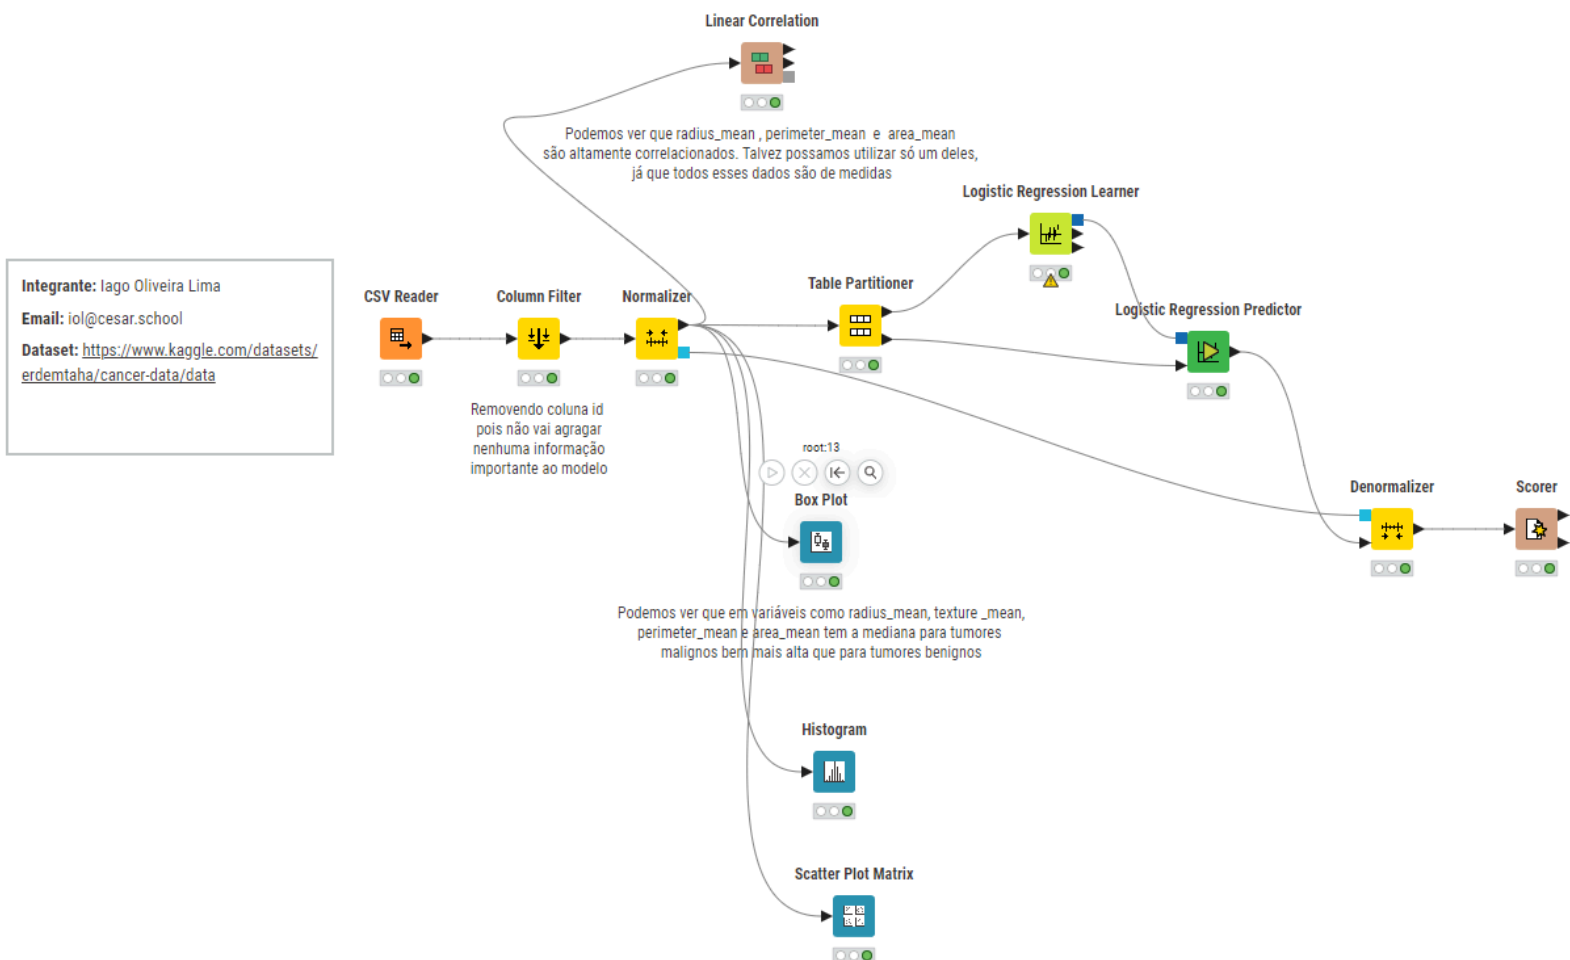 Linear Correlation
Podemos ver que radius_mean , perimeter_mean e area_mean
são altamente correlacionados. Talvez possamos utilizar só um deles,
já que todos esses dados são de medidas
Logistic Regression Learner
Integrante: Iago Oliveira Lima
Email: iol@cesar.school
Dataset: https://www.kaggle.com/datasets/
erdemtaha/cancer-data/data
CSV Reader
Column Filter
Normalizer
Table Partitioner
Logistic Regression Predictor
Removendo coluna id
pois não vai agragar
nenhuma informação
importante ao modelo
root:13
Box Plot
Podemos ver que em variáveis como radius_mean, texture _mean,
perimeter_mean e area_mean tem a mediana para tumores
malignos bem mais alta que para tumores benignos
Denormalizer
Scorer
Histogram
Scatter Plot Matrix